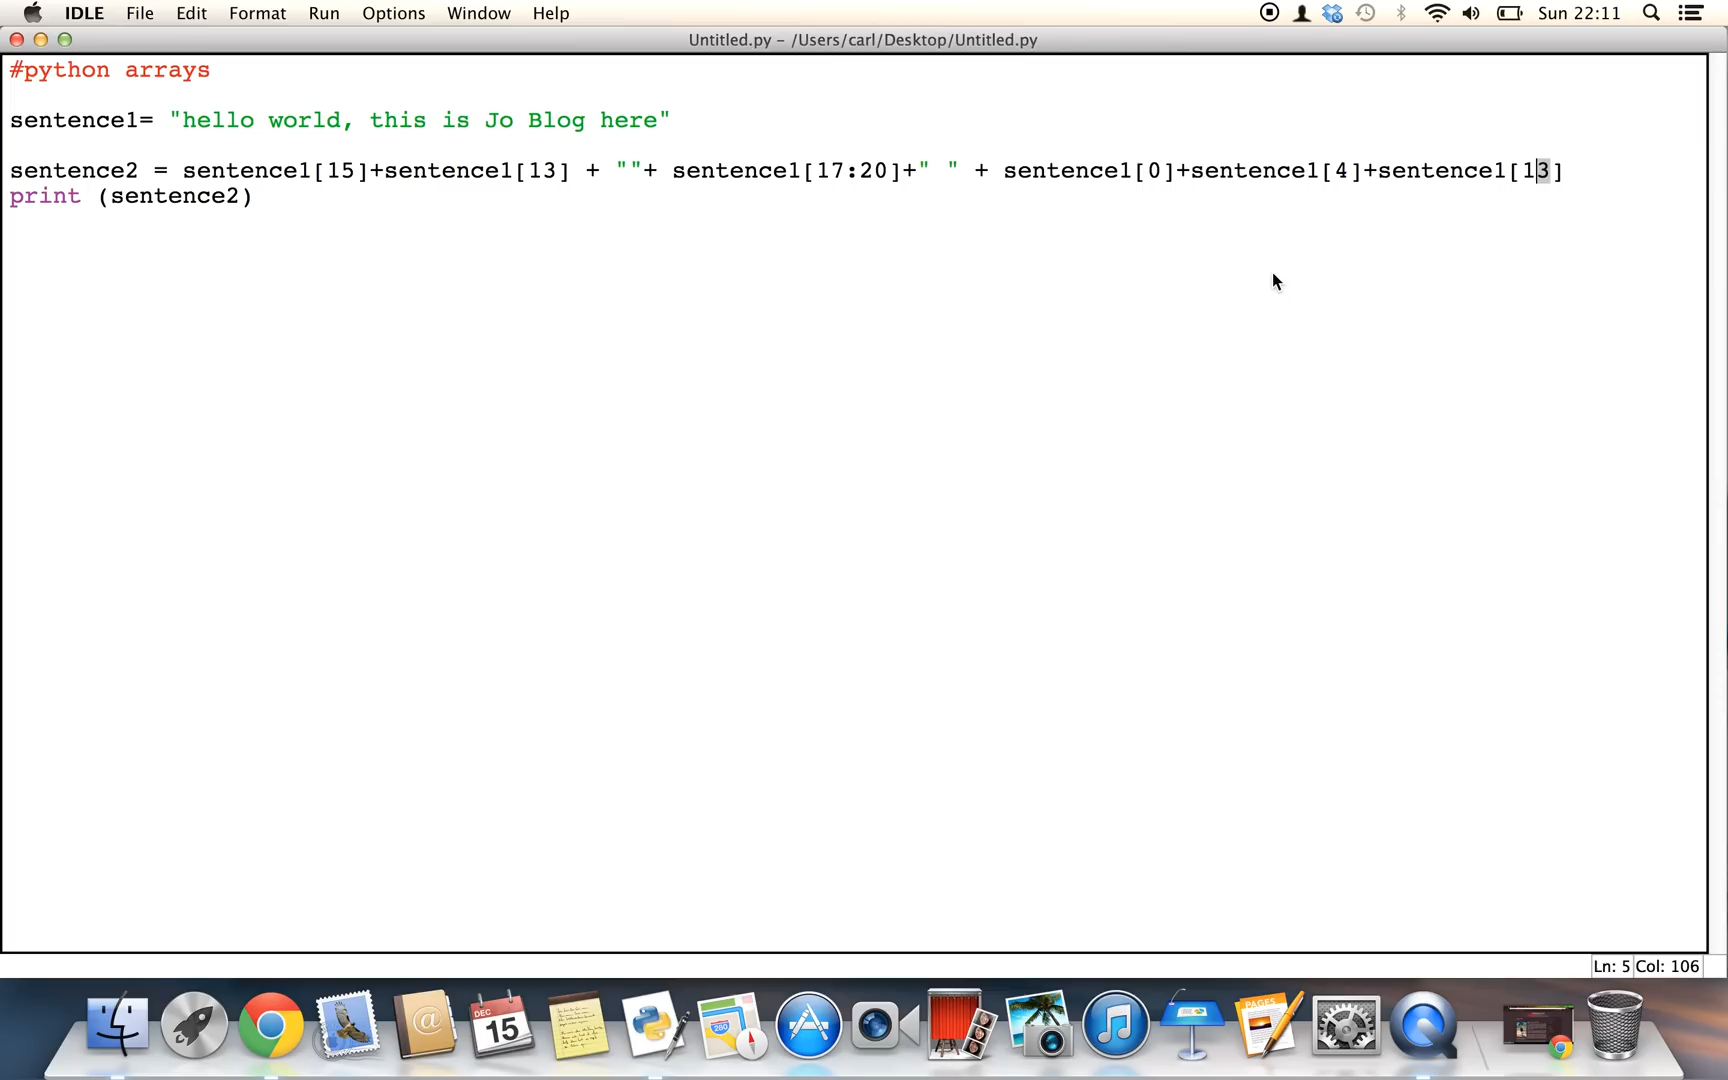 IDLE File Edit Format Run Options Window Help Sun 22:11
Untitled.py – /Users/carl/Desktop/Untitled.py
#python arrays
sentence1= "hello world, this is Jo Blog here"
sentence2 = sentence1[15]+sentence1[13] + ""+ sentence1[17:20]+" " + sentence1[0]+sentence1[4]+sentence1[13]
print (sentence2)
Ln: 5 Col: 106
DEC
15
280
PAGES